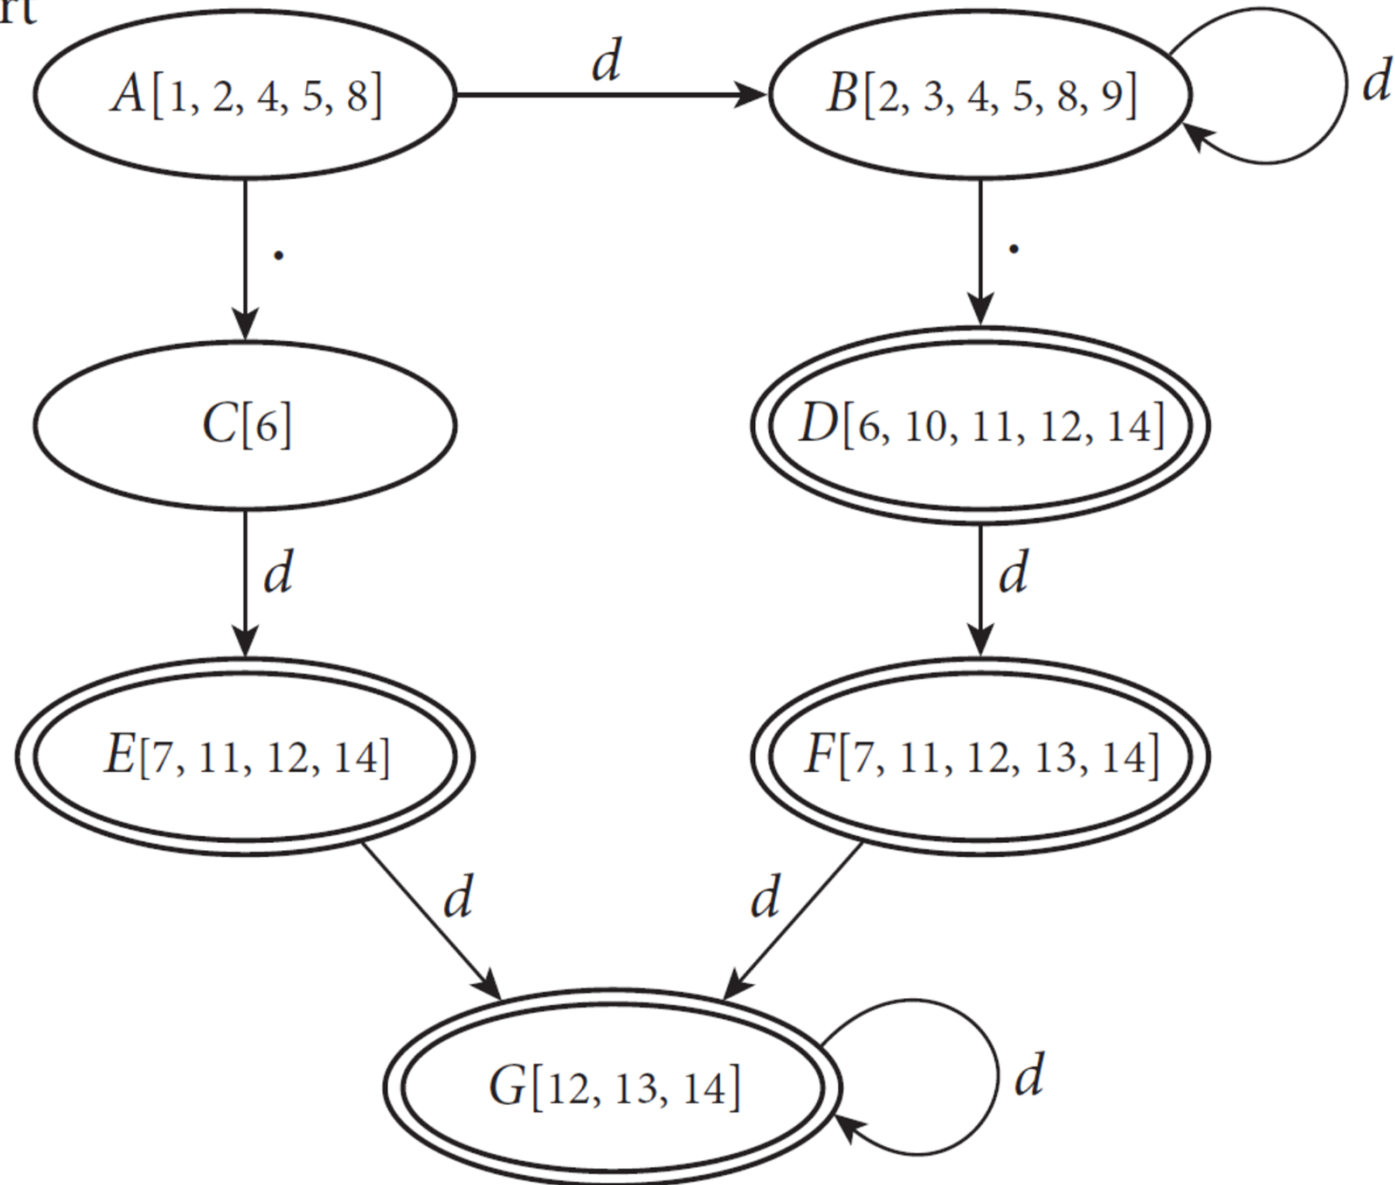 A[1, 2, 4, 5, 8]
d
B[2, 3, 4, 5, 8, 9]
d
.
.
C[6]
D[6, 10, 11, 12, 14]
d
d
E[7, 11, 12, 14]
F[7, 11, 12, 13, 14]
d
d
G[12, 13, 14]
d